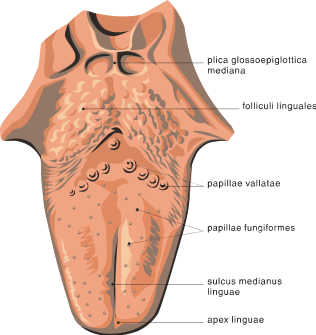 plica glossoepiglottica
mediana
folliculi linguales
papillae vallatae
papillae fungiformes
sulcus medianus
linguae
apex linguae